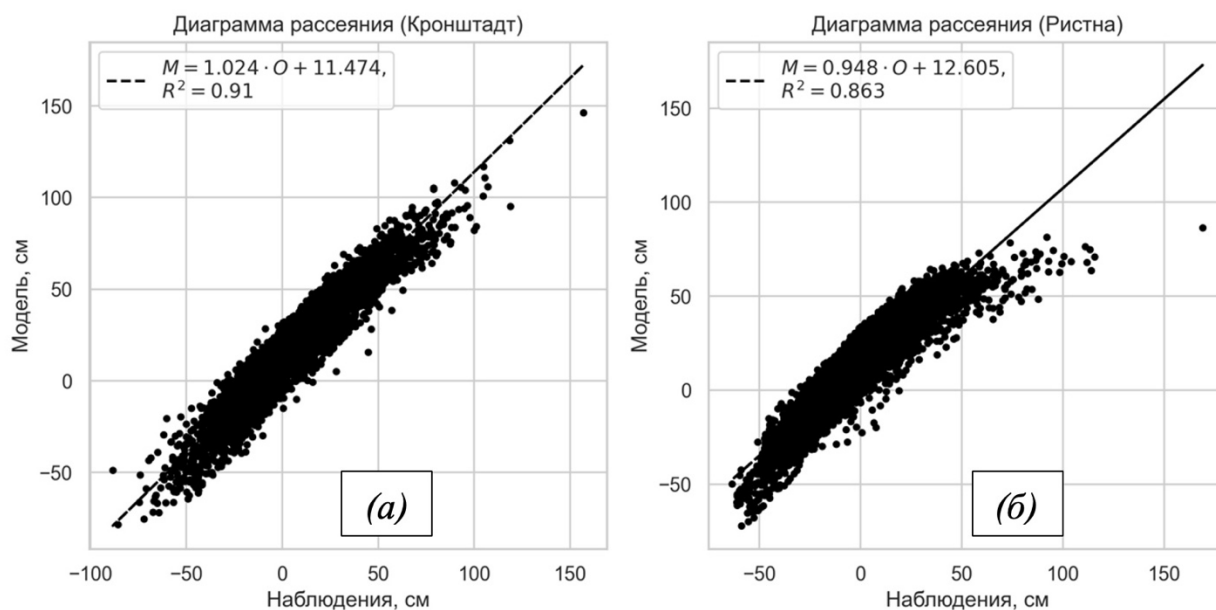 Диаграмма рассеяния (Кронштадт)
M = 1.024 · O + 11.474,
R² = 0.91
150
100
50
0
−50
Модель, см
(а)
−100 −50 0 50 100 150
Наблюдения, см
Диаграмма рассеяния (Ристна)
M = 0.948 · O + 12.605,
R² = 0.863
150
100
50
0
−50
Модель, см
(б)
−50 0 50 100 150
Наблюдения, см